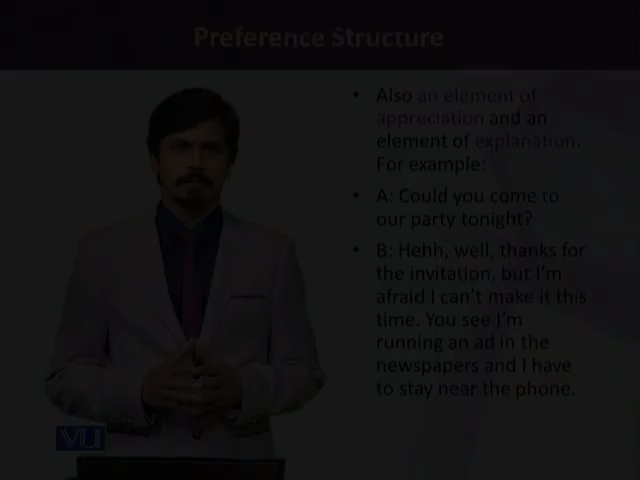 Preference Structure
• Also an element of
appreciation and an
element of explanation.
For example:
• A: Could you come to
our party tonight?
• B: Hehh, well, thanks for
the invitation, but I'm
afraid I can't make it this
time. You see I'm
running an ad in the
newspapers and I have
to stay near the phone.
VU